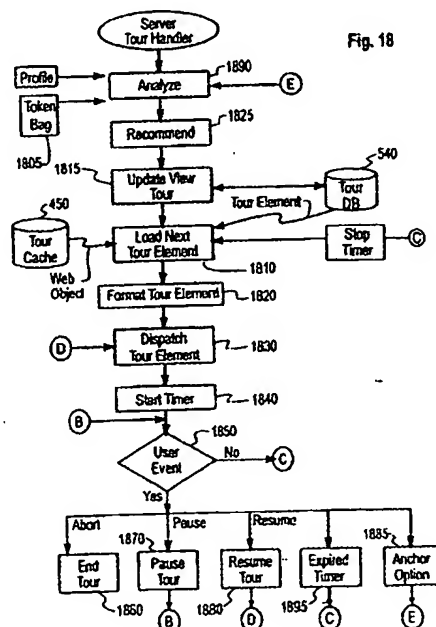 Server
Tour Handler
Fig. 18
Profile
1890
Analyze
E
Token
Bag
1805
1825
Recommend
1815
Update View
Tour
540
Tour
DB
Tour Element
450
Tour
Cache
Web
Object
Load Next
Tour Element
1810
Stop
Timer
C
Format Tour Element
1820
D
Dispatch
Tour Element
1830
Start Timer
1840
B
1850
User
Event
No
C
Yes
Abort
Pause
Resume
1885
1870
End
Tour
Pause
Tour
Resume
Tour
Expired
Timer
Anchor
Option
1860
1880
1895
B
D
C
E